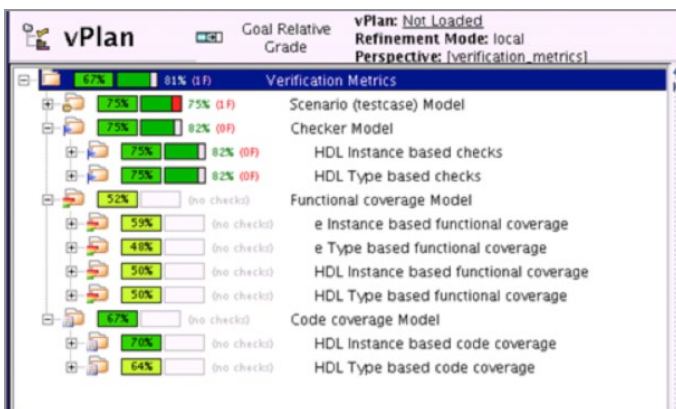 vPlan
Goal Relative
Grade
vPlan: Not Loaded
Refinement Mode: local
Perspective: [verification_metrics]
67% 81% (1F) Verification Metrics
75% 75% (1F) Scenario (testcase) Model
75% 82% (0F) Checker Model
75% 82% (0F) HDL Instance based checks
75% 82% (0F) HDL Type based checks
52% (no checks) Functional coverage Model
59% (no checks) e Instance based functional coverage
48% (no checks) e Type based functional coverage
50% (no checks) HDL Instance based functional coverage
50% (no checks) HDL Type based functional coverage
67% (no checks) Code coverage Model
70% (no checks) HDL Instance based code coverage
64% (no checks) HDL Type based code coverage